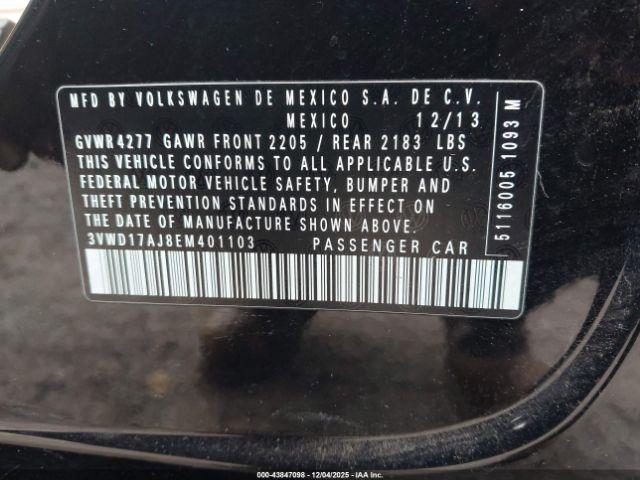 MFD BY VOLKSWAGEN DE MEXICO S.A. DE C.V.
MEXICO 12/13
GVWR 4277 GAWR FRONT 2205 / REAR 2183 LBS
THIS VEHICLE CONFORMS TO ALL APPLICABLE U.S.
FEDERAL MOTOR VEHICLE SAFETY, BUMPER AND
THEFT PREVENTION STANDARDS IN EFFECT ON
THE DATE OF MANUFACTURE SHOWN ABOVE.
3VWD17AJ8EM401103 PASSENGER CAR
5116005 1093 M
000-43847098 - 12/04/2025 - IAA Inc.